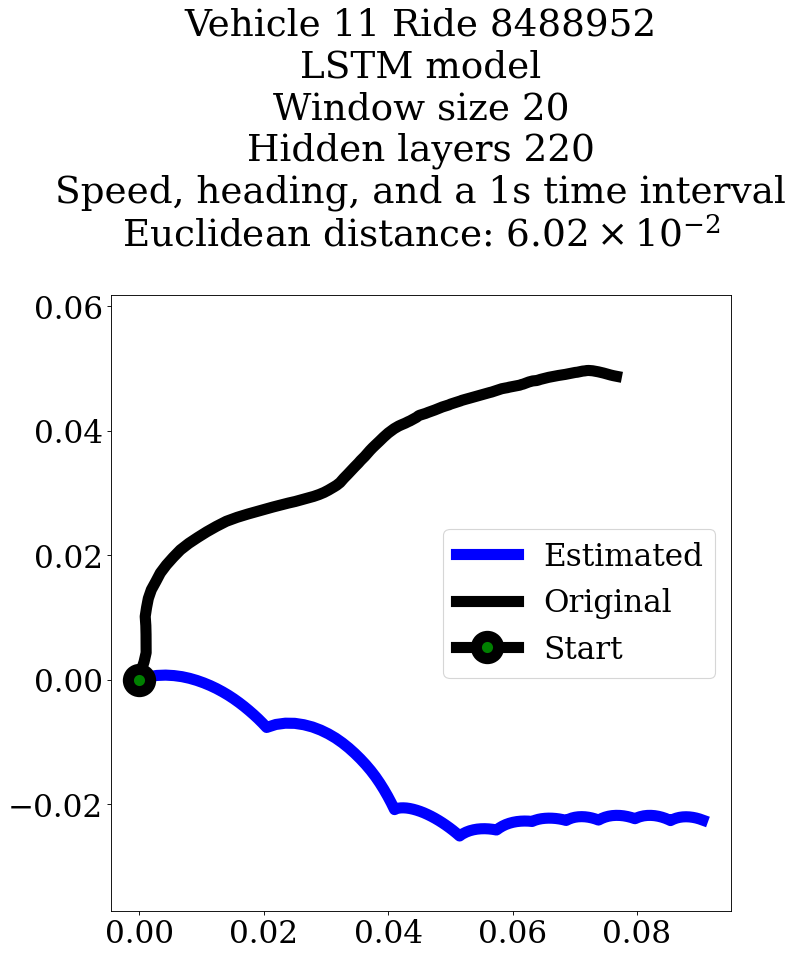 Vehicle 11 Ride 8488952
LSTM model
Window size 20
Hidden layers 220
Speed, heading, and a 1s time interval
Euclidean distance: 6.02 × 10⁻²
0.06
0.04
0.02
0.00
−0.02
Estimated
Original
Start
0.00 0.02 0.04 0.06 0.08